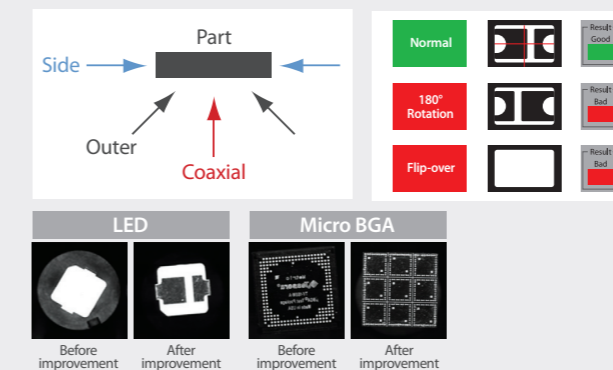 Part
Side
Outer
Coaxial
Normal
Result
Good
180°
Rotation
Result
Bad
Flip-over
Result
Bad
LED
Micro BGA
Before
improvement
After
improvement
Before
improvement
After
improvement